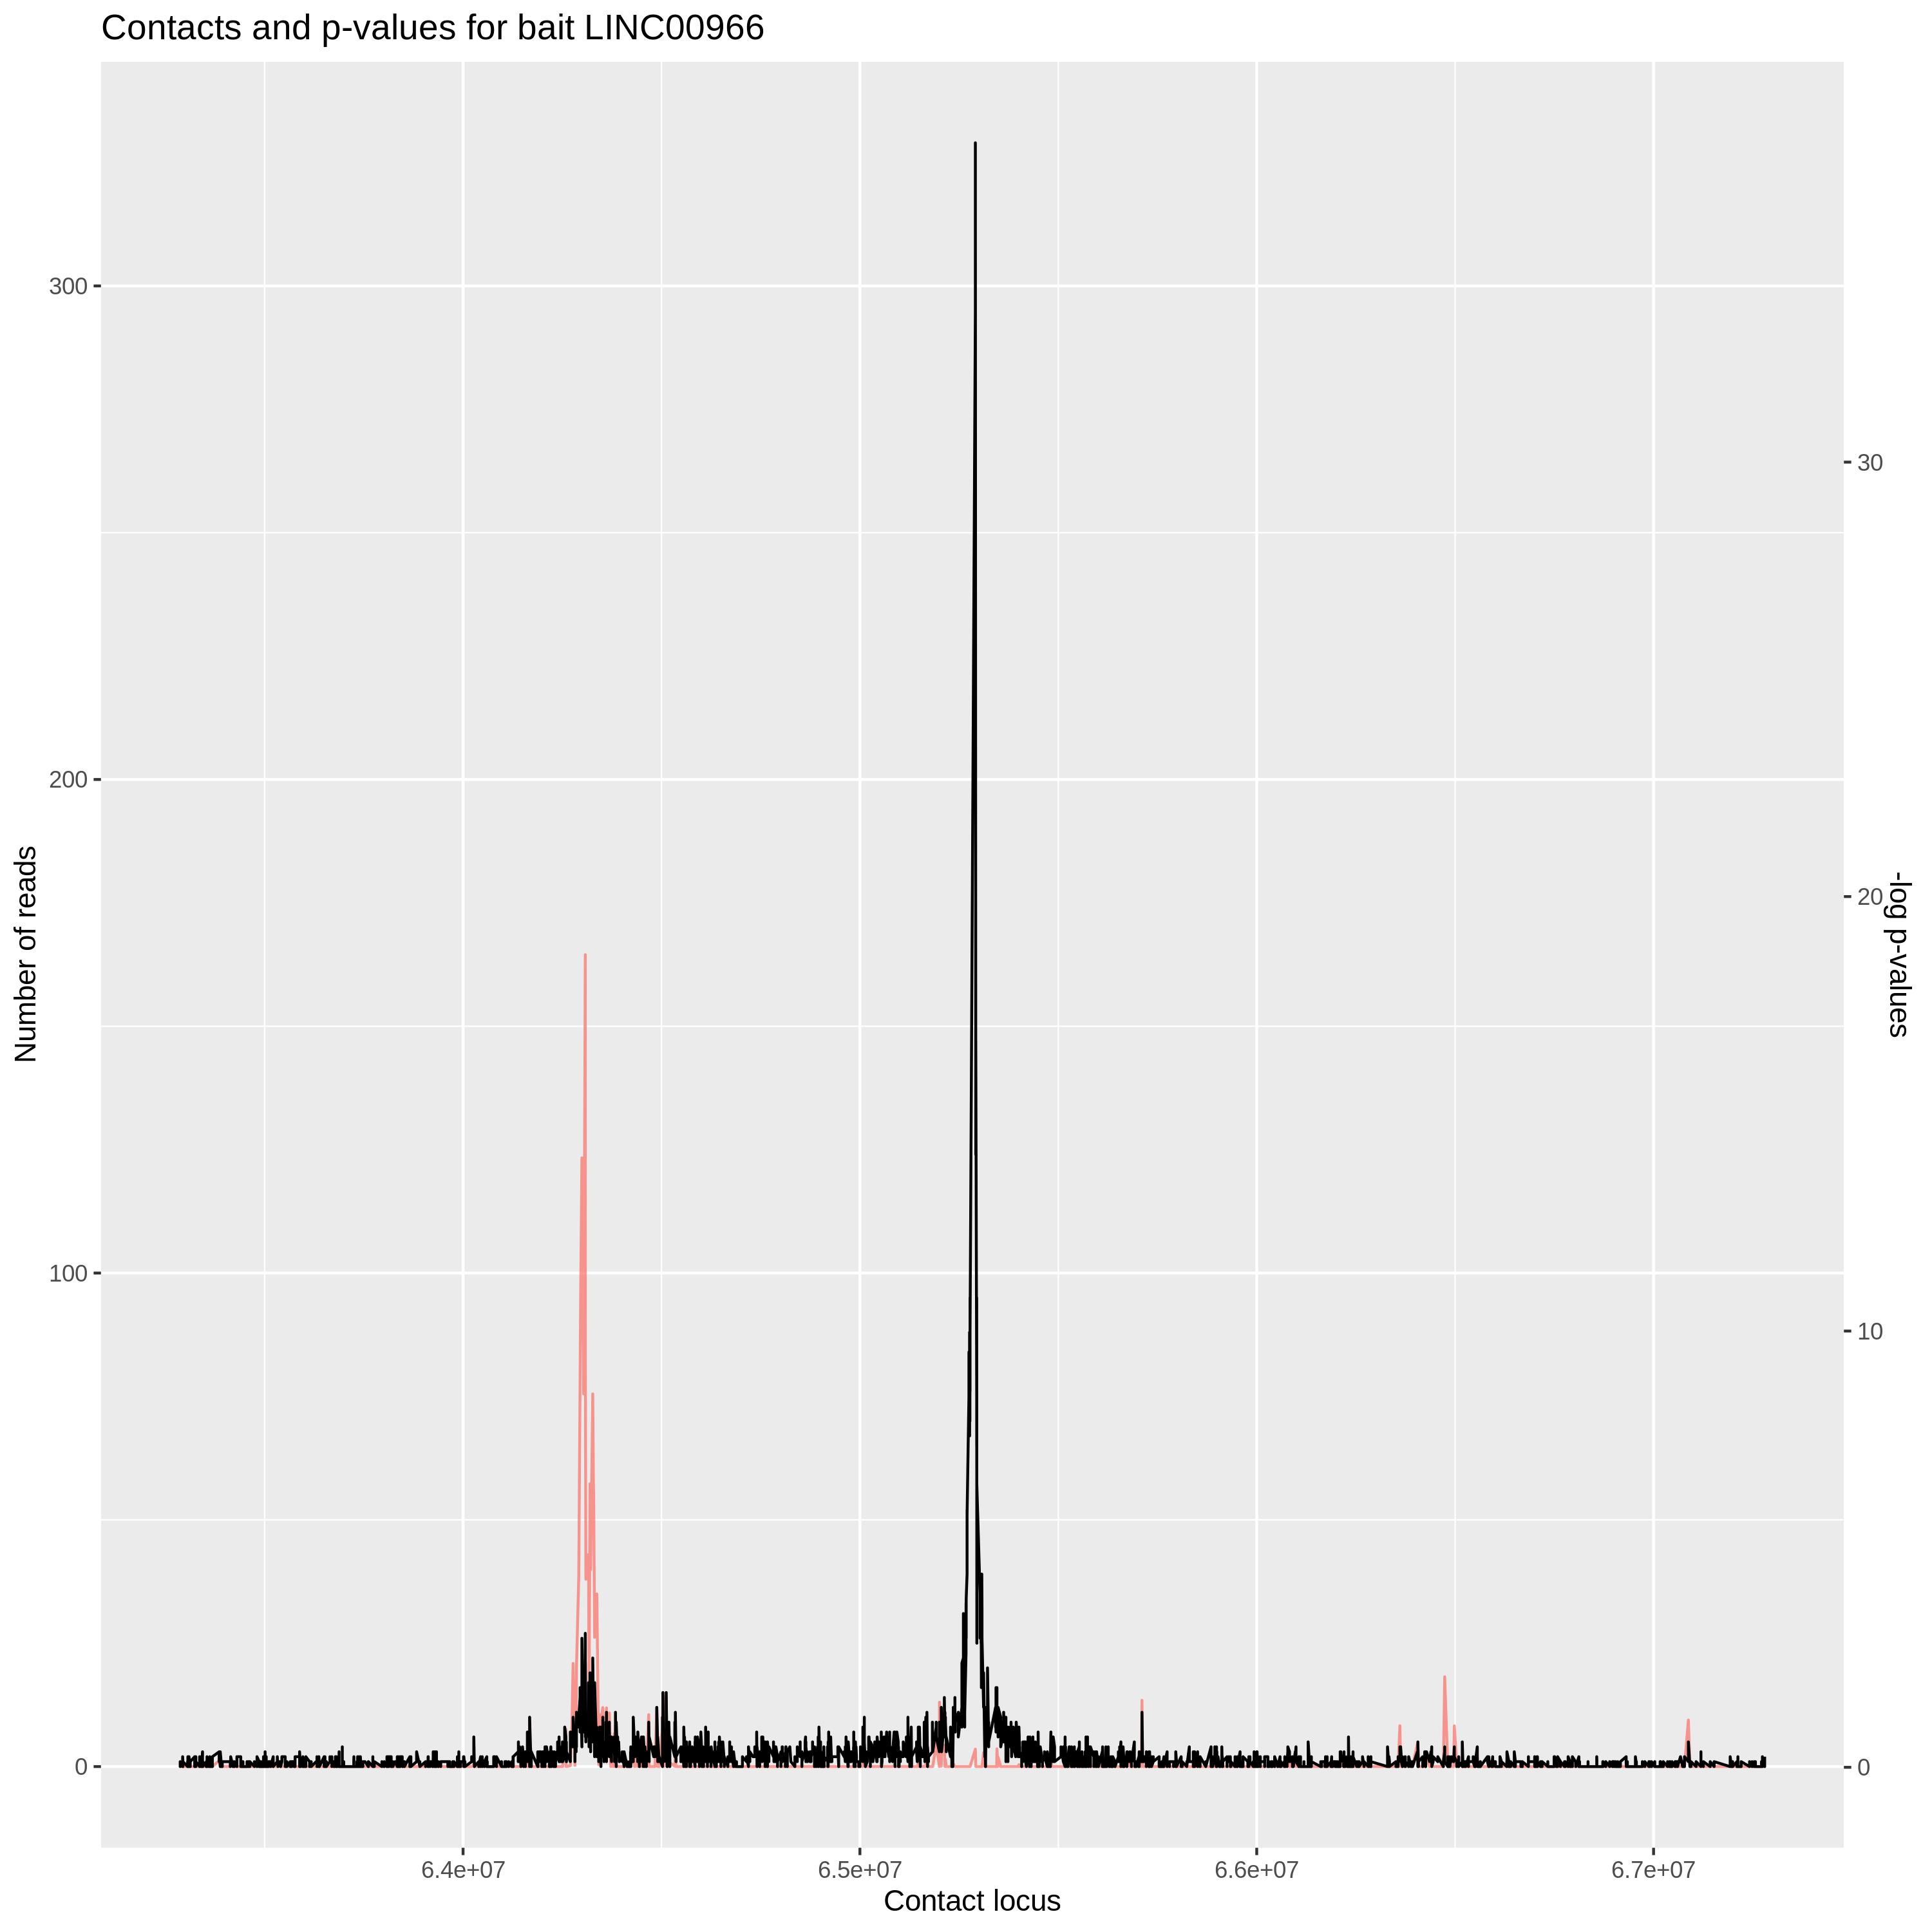 Contacts and p-values for bait LINC00966
300
200
100
0
Number of reads
30
20
10
0
-log p-values
6.4e+07
6.5e+07
6.6e+07
6.7e+07
Contact locus